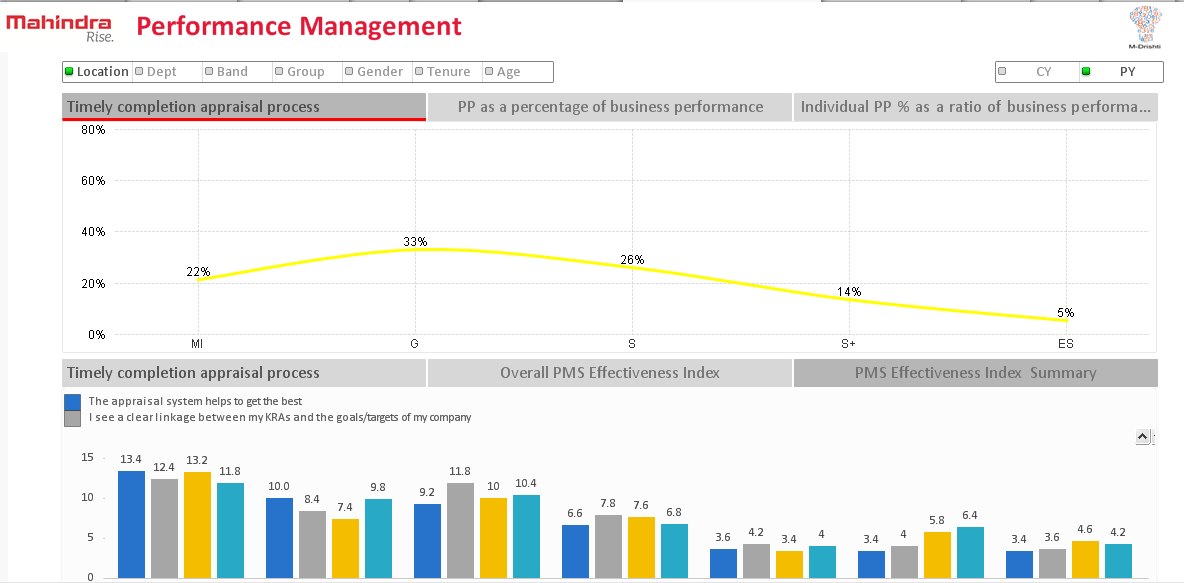 Mahindra
Rise.
Performance Management
M-Drishti
Location Dept Band Group Gender Tenure Age
CY PY
Timely completion appraisal process
PP as a percentage of business performance
Individual PP % as a ratio of business performa...
80%
60%
40%
20%
0%
22%
33%
26%
14%
5%
MI G S S+ ES
Timely completion appraisal process
Overall PMS Effectiveness Index
PMS Effectiveness Index Summary
The appraisal system helps to get the best
I see a clear linkage between my KRAs and the goals/targets of my company
15
10
5
0
13.4 12.4 13.2 11.8
10.0 8.4 7.4 9.8
9.2 11.8 10 10.4
6.6 7.8 7.6 6.8
3.6 4.2 3.4 4
3.4 4 5.8 6.4
3.4 3.6 4.6 4.2